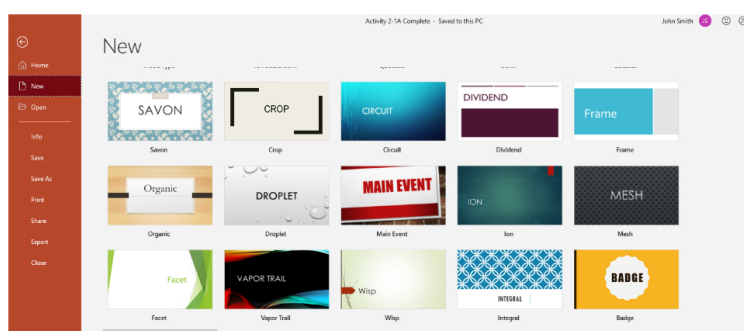 Activity 2-1A Complete - Saved to this PC
John Smith
JS
New
Home
New
Open
Info
Save
Save As
Print
Share
Export
Close
SAVON
CROP
CIRCUIT
DIVIDEND
Frame
Savon
Crop
Circuit
Dividend
Frame
Organic
DROPLET
MAIN EVENT
ION
MESH
Organic
Droplet
Main Event
Ion
Mesh
Facet
VAPOR TRAIL
Wisp
INTEGRAL
BADGE
Facet
Vapor Trail
Wisp
Integral
Badge